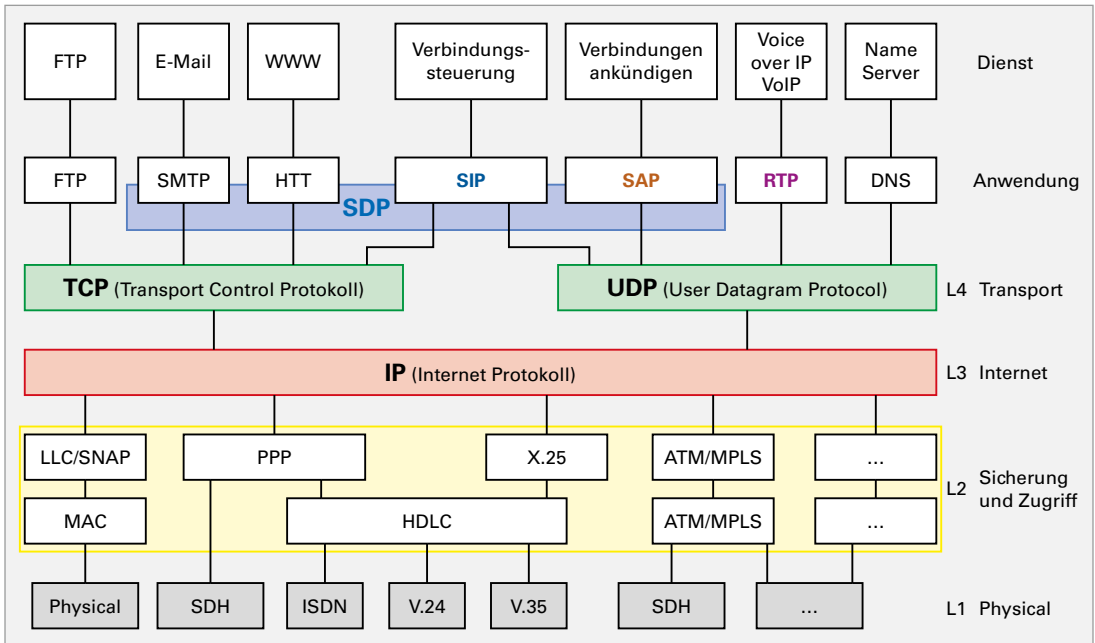 FTP
E-Mail
WWW
Verbindungs-
steuerung
Verbindungen
ankündigen
Voice
over IP
VoIP
Name
Server
Dienst
FTP
SMTP
HTT
SIP
SAP
RTP
DNS
Anwendung
SDP
TCP (Transport Control Protokoll)
UDP (User Datagram Protocol)
L4 Transport
IP (Internet Protokoll)
L3 Internet
LLC/SNAP
PPP
X.25
ATM/MPLS
...
L2 Sicherung
und Zugriff
MAC
HDLC
ATM/MPLS
...
Physical
SDH
ISDN
V.24
V.35
SDH
...
L1 Physical